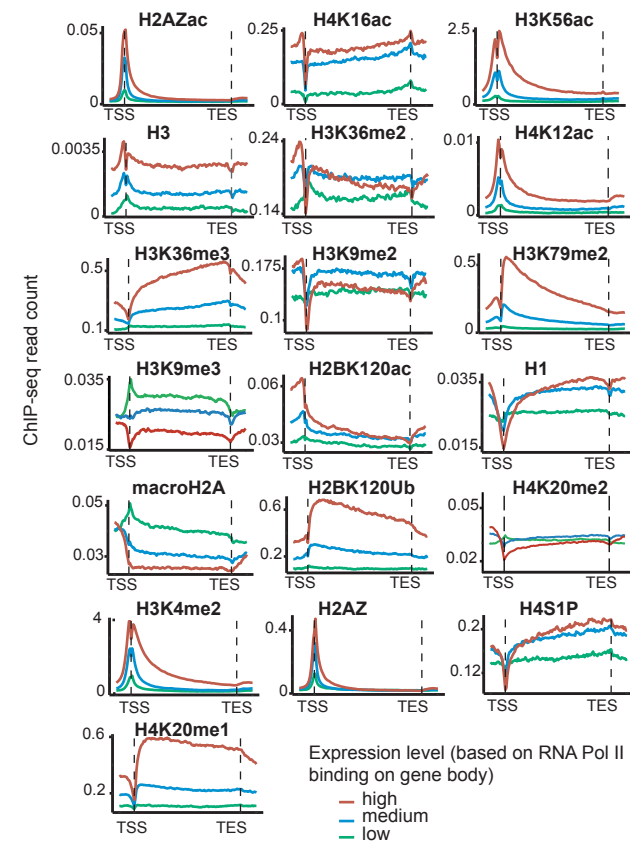 H2AZac
H4K16ac
H3K56ac
0.05
0
0.25
0
2.5
0
TSS TES
TSS TES
TSS TES
H3
H3K36me2
H4K12ac
0.0035
0
0.24
0.14
0.01
0
TSS TES
TSS TES
TSS TES
H3K36me3
H3K9me2
H3K79me2
0.5
0.1
0.175
0.1
0.5
0
ChIP-seq read count
H3K9me3
H2BK120ac
H1
0.035
0.015
0.06
0.03
0.035
0.015
TSS TES
TSS TES
TSS TES
macroH2A
H2BK120Ub
H4K20me2
0.05
0.03
0.6
0.2
0.05
0.02
TSS TES
TSS TES
TSS TES
H3K4me2
H2AZ
H4S1P
4
0
0.4
0
0.2
0.12
TSS TES
TSS TES
TSS TES
H4K20me1
0.6
0.2
TSS TES
Expression level (based on RNA Pol II
binding on gene body)
high
medium
low